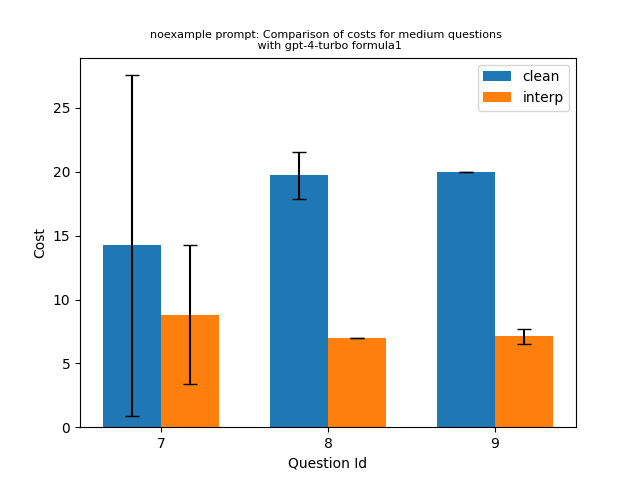 noexample prompt: Comparison of costs for medium questions
with gpt-4-turbo formula1
clean
interp
Cost
25
20
15
10
5
0
7
8
9
Question Id